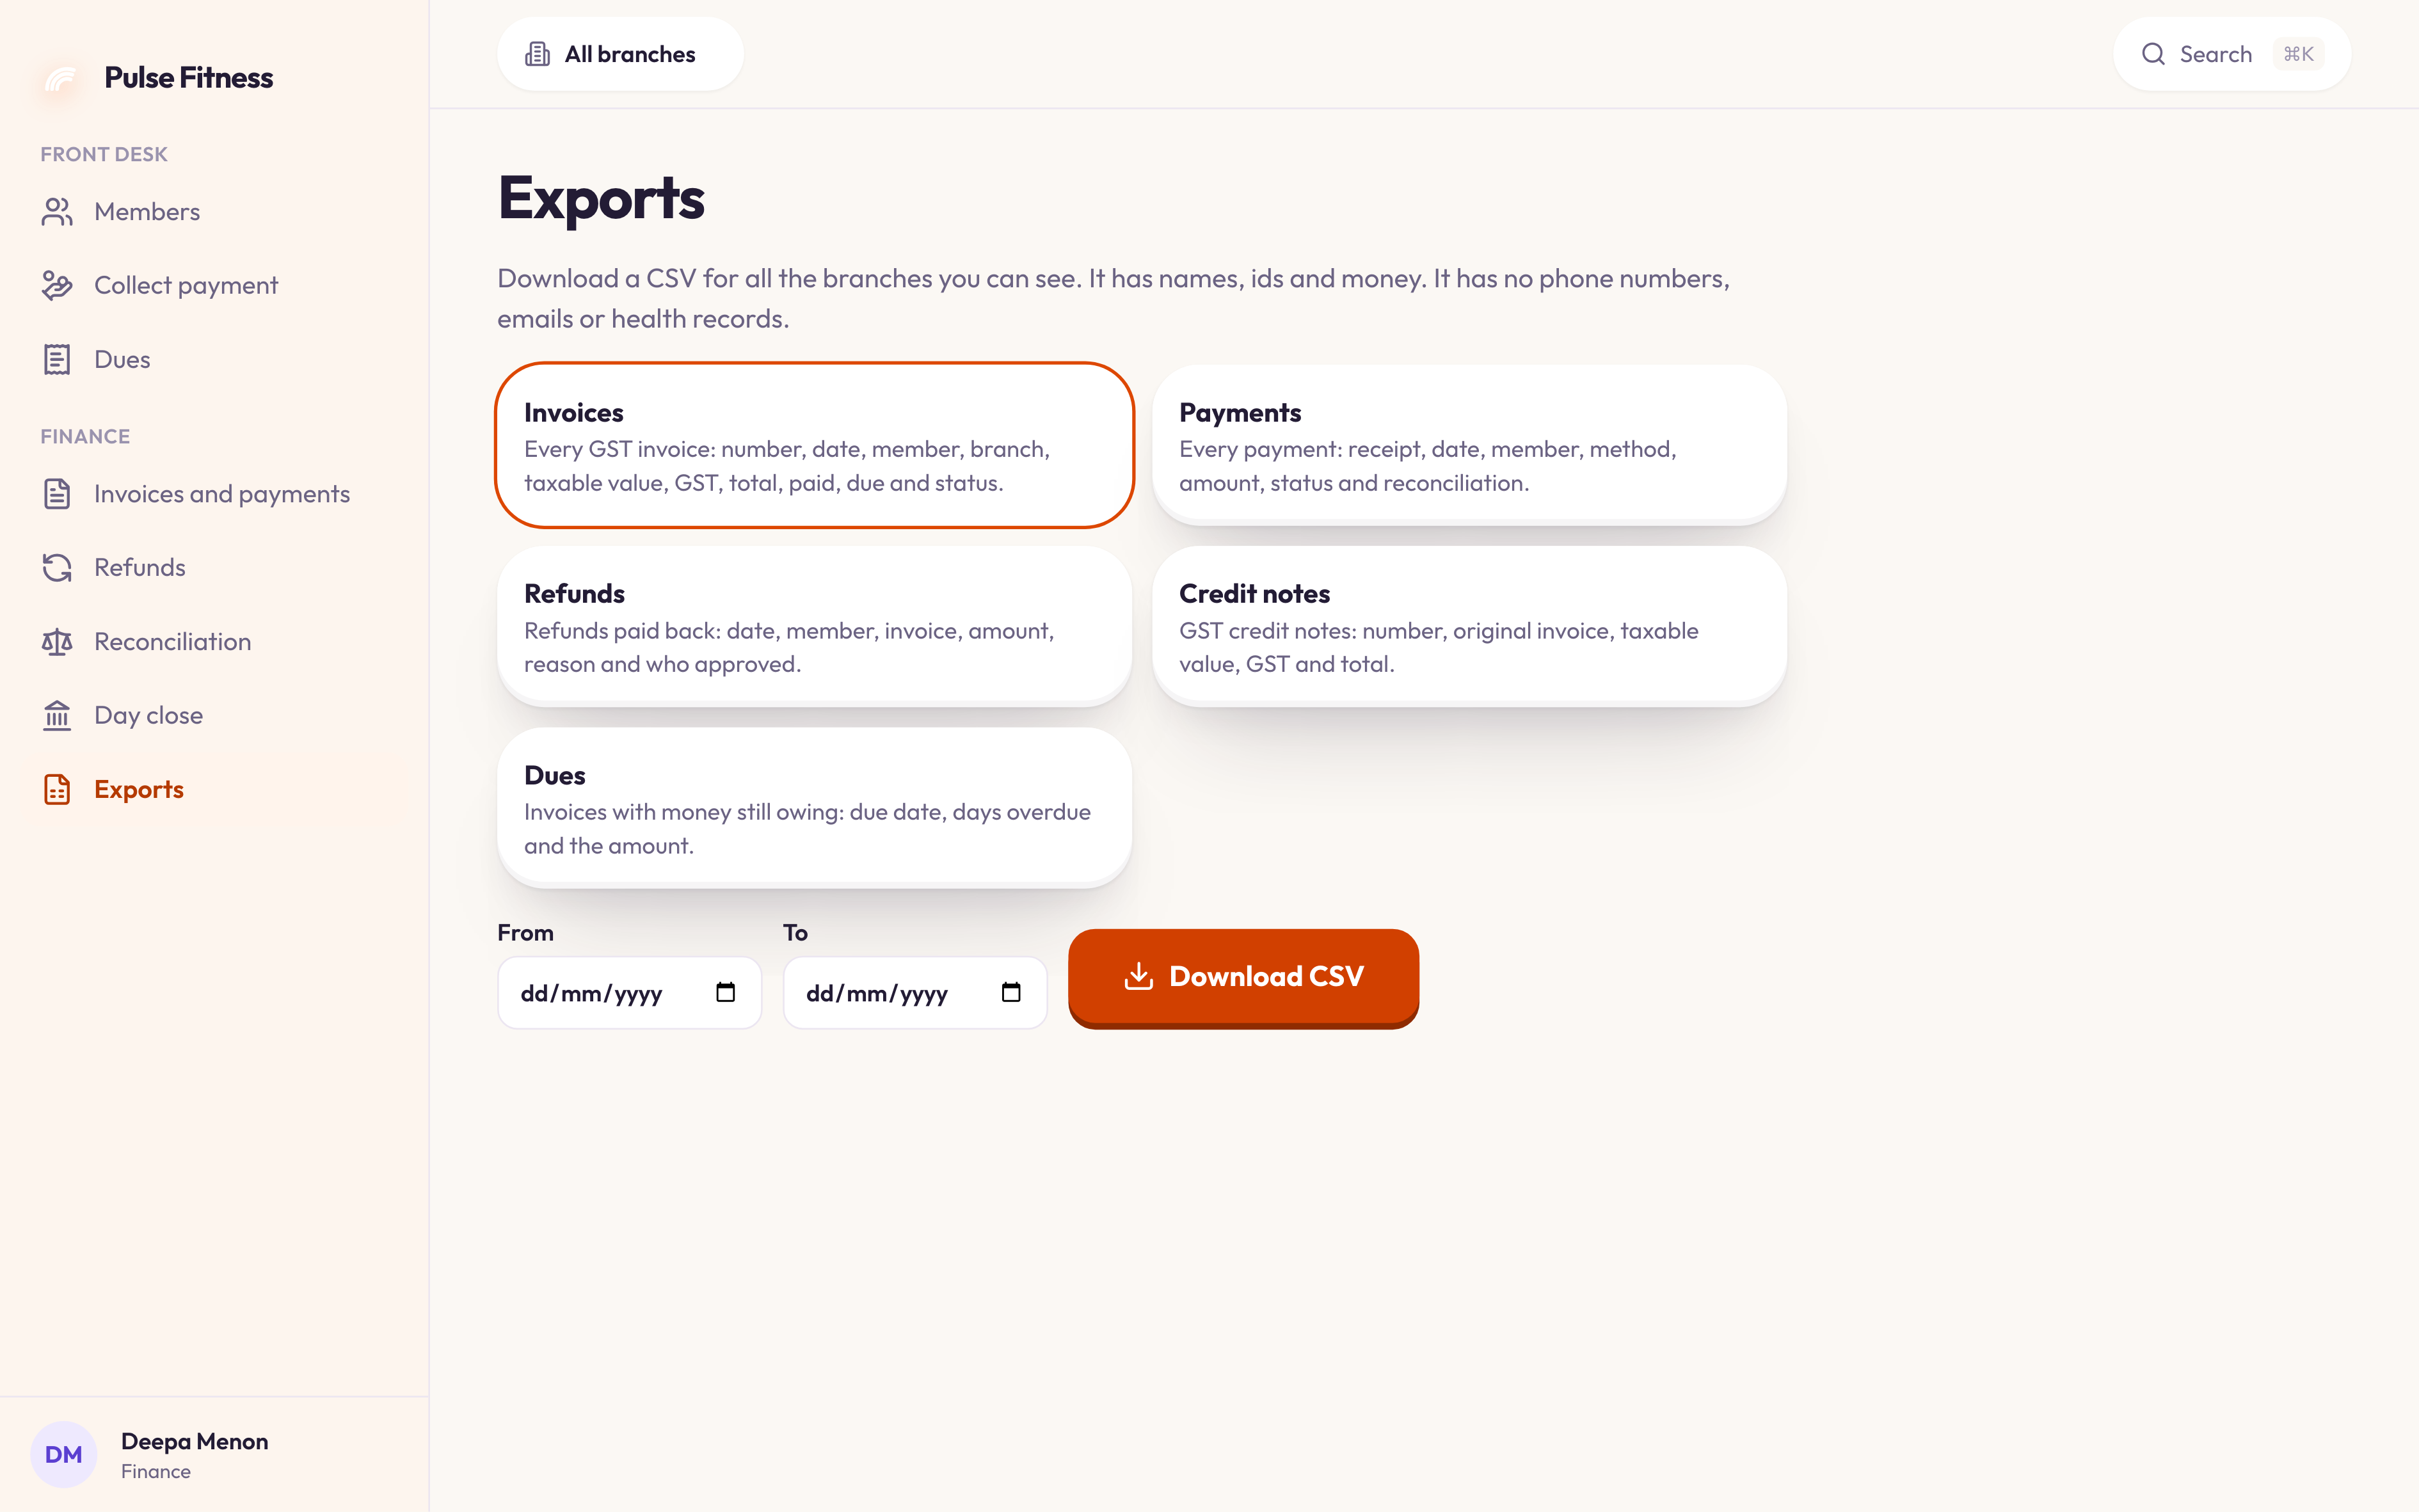 Pulse Fitness
FRONT DESK
Members
Collect payment
Dues
FINANCE
Invoices and payments
Refunds
Reconciliation
Day close
Exports
DM
Deepa Menon
Finance
All branches
Search ⌘K
Exports
Download a CSV for all the branches you can see. It has names, ids and money. It has no phone numbers,
emails or health records.
Invoices
Every GST invoice: number, date, member, branch,
taxable value, GST, total, paid, due and status.
Payments
Every payment: receipt, date, member, method,
amount, status and reconciliation.
Refunds
Refunds paid back: date, member, invoice, amount,
reason and who approved.
Credit notes
GST credit notes: number, original invoice, taxable
value, GST and total.
Dues
Invoices with money still owing: due date, days overdue
and the amount.
From
dd/mm/yyyy
To
dd/mm/yyyy
Download CSV